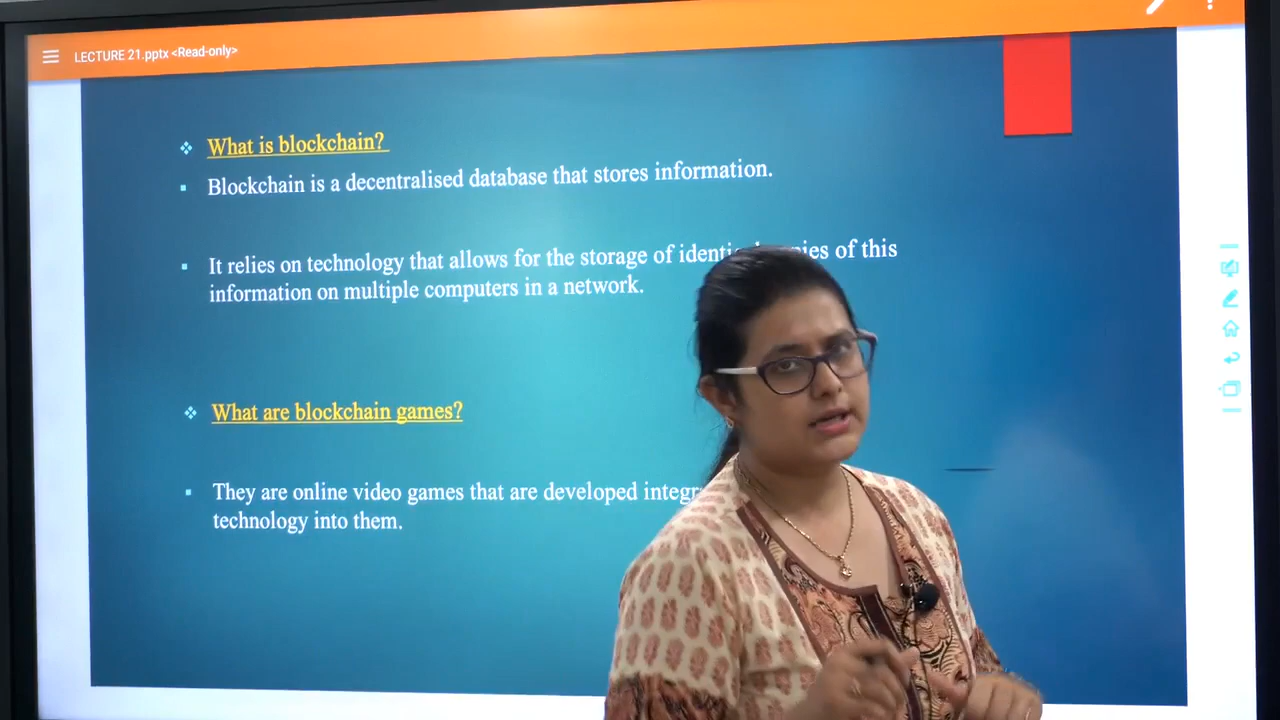 LECTURE 21.pptx <Read-only>
What is blockchain?
Blockchain is a decentralised database that stores information.
It relies on technology that allows for the storage of of this
information on multiple computers in a network.
What are blockchain games?
They are online video games that are developed
technology into them.